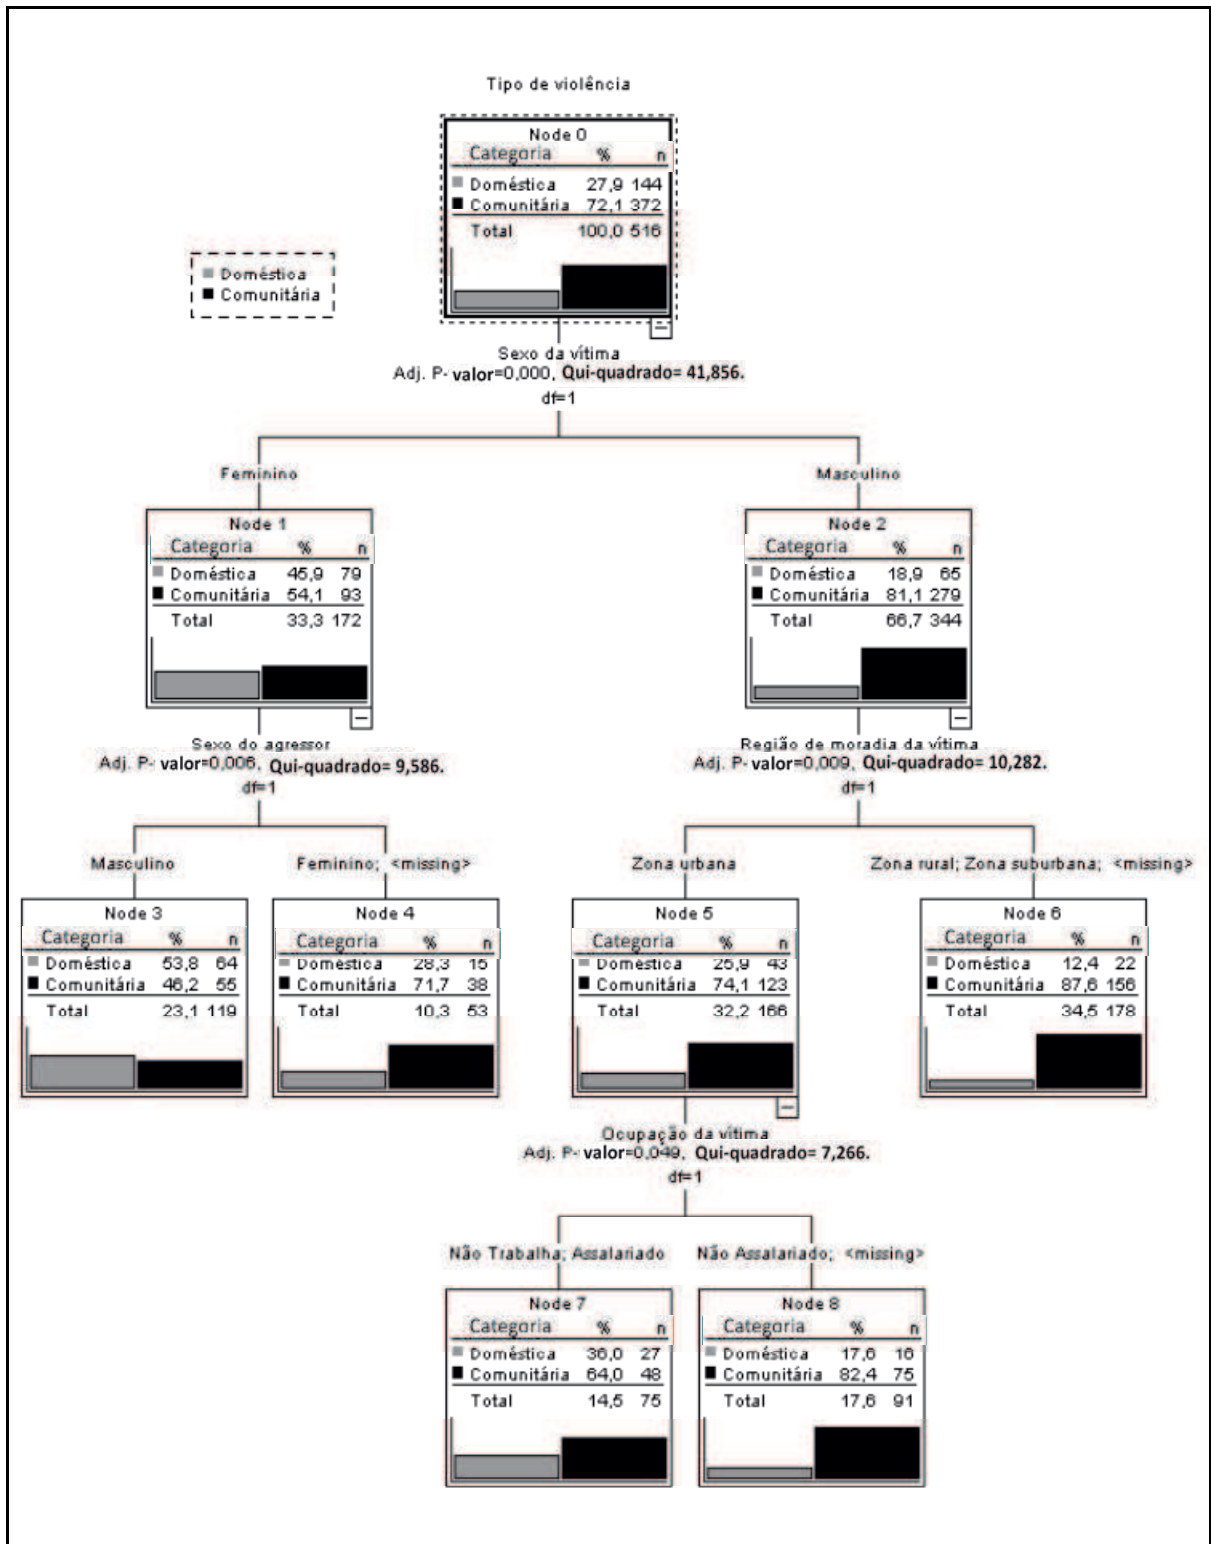 Tipo de violência
Node 0
Categoria % n
Doméstica 27,9 144
Comunitária 72,1 372
Total 100,0 516
Doméstica
Comunitária
Sexo da vítima
Adj. P- valor=0,000, Qui-quadrado= 41,856.
df=1
Feminino
Masculino
Node 1
Categoria % n
Doméstica 45,9 79
Comunitária 54,1 93
Total 33,3 172
Node 2
Categoria % n
Doméstica 18,9 65
Comunitária 81,1 279
Total 66,7 344
Sexo do agressor
Adj. P- valor=0,006, Qui-quadrado= 9,586.
df=1
Região de moradia da vítima
Adj. P- valor=0,009, Qui-quadrado= 10,282.
df=1
Masculino
Feminino; <missing>
Zona urbana
Zona rural; Zona suburbana; <missing>
Node 3
Categoria % n
Doméstica 53,8 64
Comunitária 46,2 55
Total 23,1 119
Node 4
Categoria % n
Doméstica 28,3 15
Comunitária 71,7 38
Total 10,3 53
Node 5
Categoria % n
Doméstica 25,9 43
Comunitária 74,1 123
Total 32,2 166
Node 6
Categoria % n
Doméstica 12,4 22
Comunitária 87,6 156
Total 34,5 178
Ocupação da vítima
Adj. P- valor=0,049, Qui-quadrado= 7,266.
df=1
Não Trabalha; Assalariado
Não Assalariado; <missing>
Node 7
Categoria % n
Doméstica 36,0 27
Comunitária 64,0 48
Total 14,5 75
Node 8
Categoria % n
Doméstica 17,6 16
Comunitária 82,4 75
Total 17,6 91